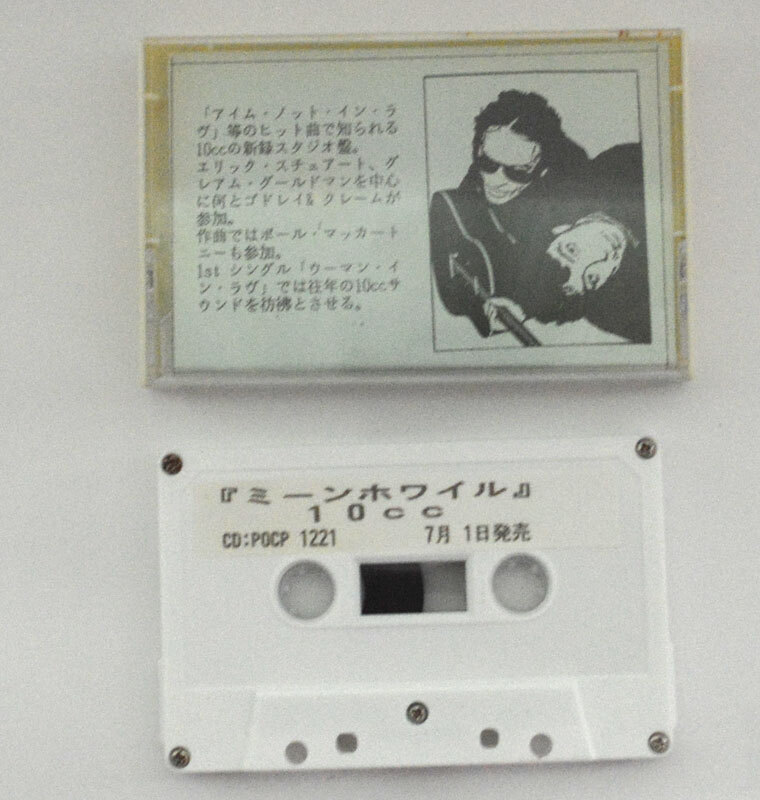 「アイム・ノット・イン・ラ
ヴ」等のヒット曲で知られる
10ccの新録スタジオ盤。
エリック・スチュアート、グ
レアム・グールドマンを中心
に何とゴドレイ& クレームが
参加。
作曲ではポール・マッカート
ニーも参加。
1st シングル「ウーマン・イ
ン・ラヴ」では往年の10ccサ
ウンドを彷彿とさせる。
『ミーンホワイル』
10cc
CD:POCP 1221 7月 1日発売